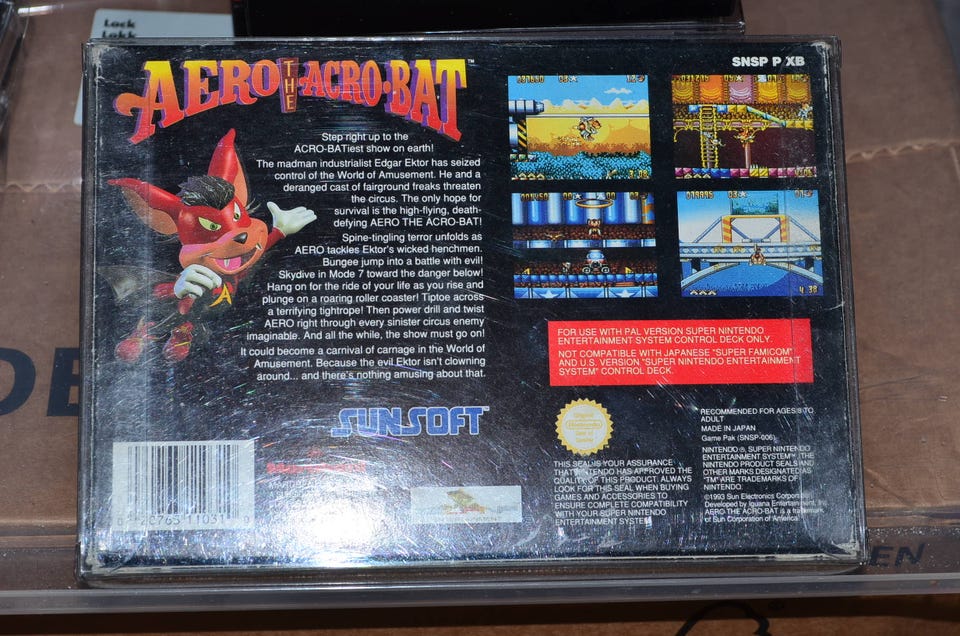 Lock
Lokk
SNSP P XB
AERO THE ACRO•BAT™
Step right up to the
ACRO-BATiest show on earth!
The madman industrialist Edgar Ektor has seized
control of the World of Amusement. He and a
deranged cast of fairground freaks threaten
the circus. The only hope for
survival is the high-flying, death-
defying AERO THE ACRO-BAT!
Spine-tingling terror unfolds as
AERO tackles Ektor's wicked henchmen.
Bungee jump into a battle with evil!
Skydive in Mode 7 toward the danger below!
Hang on for the ride of your life as you rise and
plunge on a roaring roller coaster! Tiptoe across
a terrifying tightrope! Then power drill and twist
AERO right through every sinister circus enemy
imaginable. And all the while, the show must go on!
It could become a carnival of carnage in the World of
Amusement. Because the evil Ektor isn't clowning
around... and there's nothing amusing about that.
A
FOR USE WITH PAL VERSION SUPER NINTENDO
ENTERTAINMENT SYSTEM CONTROL DECK ONLY.
NOT COMPATIBLE WITH JAPANESE "SUPER FAMICOM"
AND U.S. VERSION "SUPER NINTENDO ENTERTAINMENT
SYSTEM" CONTROL DECK.
SUNSOFT
Original
Nintendo
Seal of
Quality
THIS SEAL IS YOUR ASSURANCE
THAT NINTENDO HAS APPROVED THE
QUALITY OF THIS PRODUCT. ALWAYS
LOOK FOR THIS SEAL WHEN BUYING
GAMES AND ACCESSORIES TO
ENSURE COMPLETE COMPATIBILITY
WITH YOUR SUPER NINTENDO
ENTERTAINMENT SYSTEM
RECOMMENDED FOR AGES 8 TO
ADULT
MADE IN JAPAN
Game Pak (SNSP-006)
NINTENDO ®, SUPER NINTENDO
ENTERTAINMENT SYSTEM™, THE
NINTENDO PRODUCT SEALS AND
OTHER MARKS DESIGNATED AS
"TM" ARE TRADEMARKS OF
NINTENDO.
©1993 Sun Electronics Corporation
Developed by Iguana Entertainment, Inc.
AERO THE ACRO-BAT is a trademark
of Sun Corporation of America
DE
EN